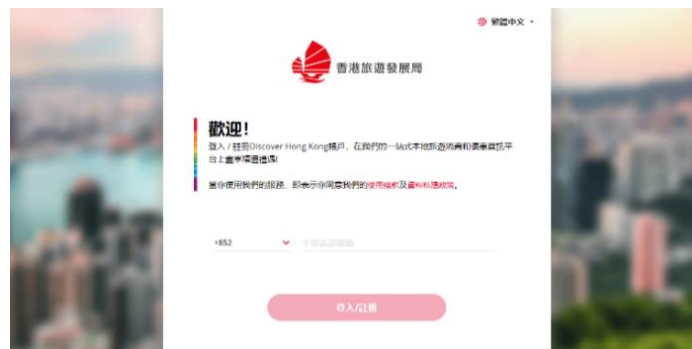 繁體中文
香港旅遊發展局
歡迎!
登入 / 註冊Discover Hong Kong帳戶，在我們的一站式本地旅遊消費和優惠資訊平
台上盡享精選禮遇!
當你使用我們的服務，即表示你同意我們的使用條款及資料私隱政策。
+852
登入/註冊